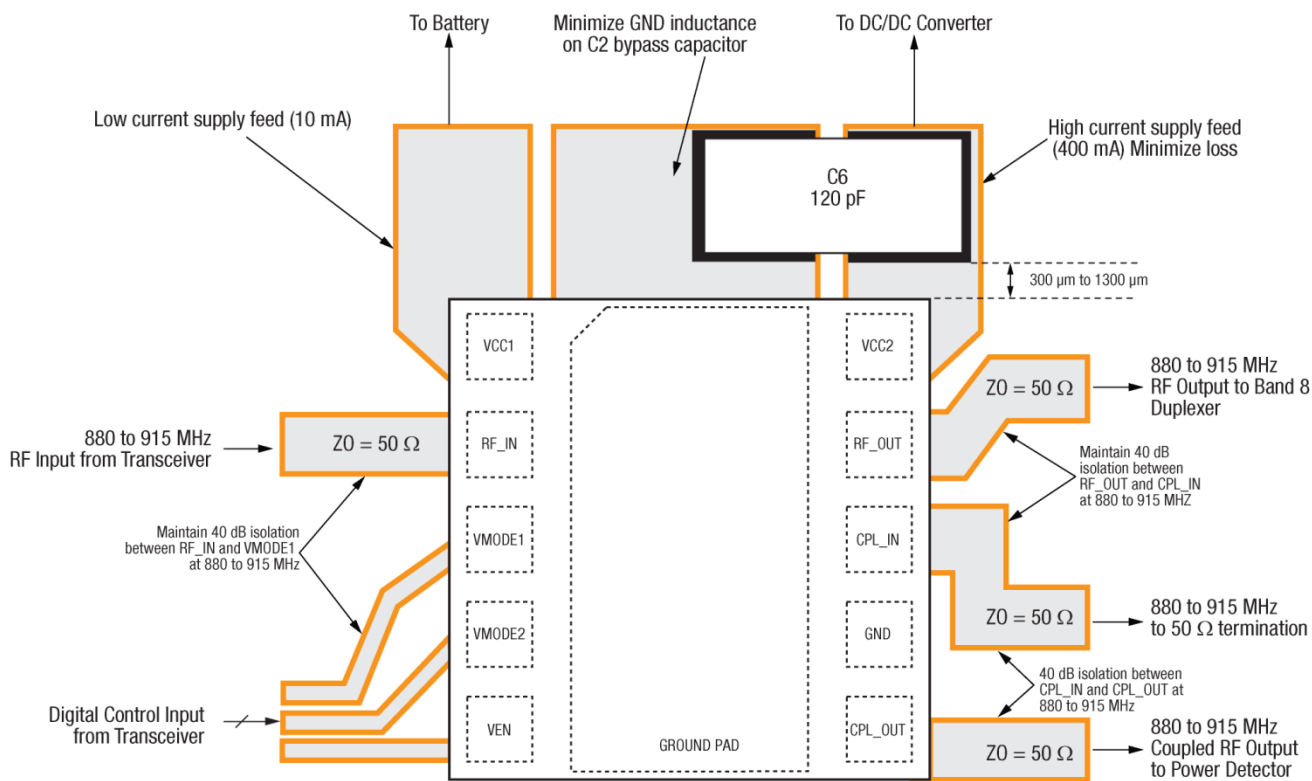 To Battery
Minimize GND inductance
on C2 bypass capacitor
To DC/DC Converter
Low current supply feed (10 mA)
High current supply feed
(400 mA) Minimize loss
C6
120 pF
300 µm to 1300 µm
VCC1
VCC2
880 to 915 MHz
RF Input from Transceiver
ZO = 50 Ω
RF_IN
RF_OUT
ZO = 50 Ω
880 to 915 MHz
RF Output to Band 8
Duplexer
Maintain 40 dB isolation
between RF_IN and VMODE1
at 880 to 915 MHz
VMODE1
CPL_IN
Maintain 40 dB
isolation between
RF_OUT and CPL_IN
at 880 to 915 MHZ
VMODE2
GND
ZO = 50 Ω
880 to 915 MHz
to 50 Ω termination
40 dB isolation between
CPL_IN and CPL_OUT at
880 to 915 MHz
Digital Control Input
from Transceiver
VEN
GROUND PAD
CPL_OUT
ZO = 50 Ω
880 to 915 MHz
Coupled RF Output
to Power Detector